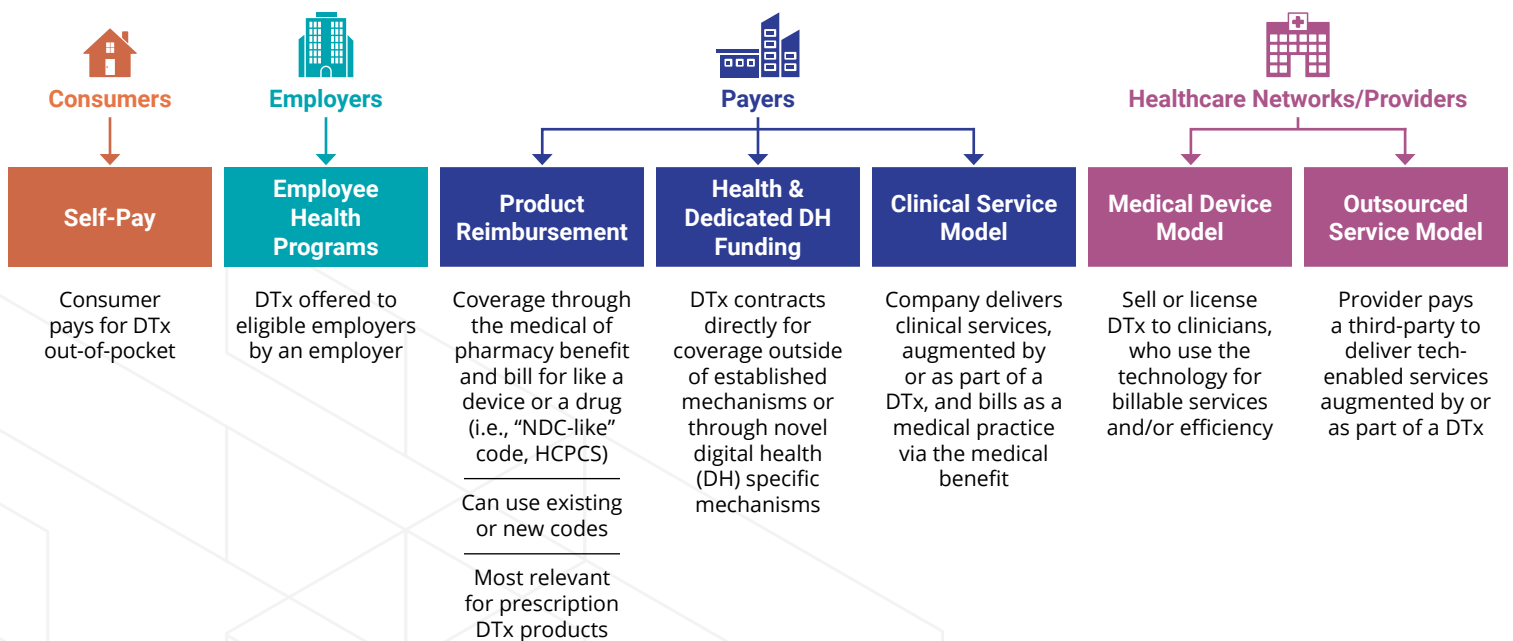 Consumers
Employers
Payers
Healthcare Networks/Providers
Self-Pay
Employee
Health
Programs
Product
Reimbursement
Health &
Dedicated DH
Funding
Clinical Service
Model
Medical Device
Model
Outsourced
Service Model
Consumer
pays for DTx
out-of-pocket
DTx offered to
eligible employers
by an employer
Coverage through
the medical of
pharmacy benefit
and bill for like a
device or a drug
(i.e., “NDC-like”
code, HCPCS)
Can use existing
or new codes
Most relevant
for prescription
DTx products
DTx contracts
directly for
coverage outside
of established
mechanisms or
through novel
digital health
(DH) specific
mechanisms
Company delivers
clinical services,
augmented by
or as part of a
DTx, and bills as a
medical practice
via the medical
benefit
Sell or license
DTx to clinicians,
who use the
technology for
billable services
and/or efficiency
Provider pays
a third-party to
deliver tech-
enabled services
augmented by or
as part of a DTx